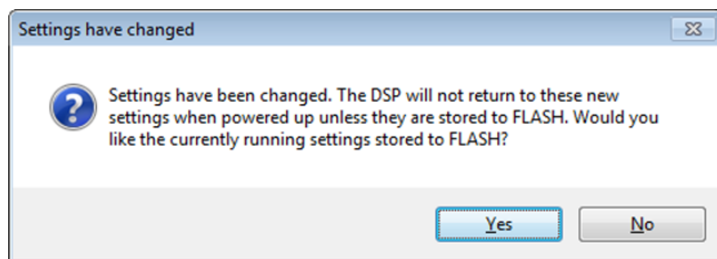 Settings have changed
Settings have been changed. The DSP will not return to these new
settings when powered up unless they are stored to FLASH. Would you
like the currently running settings stored to FLASH?
Yes
No